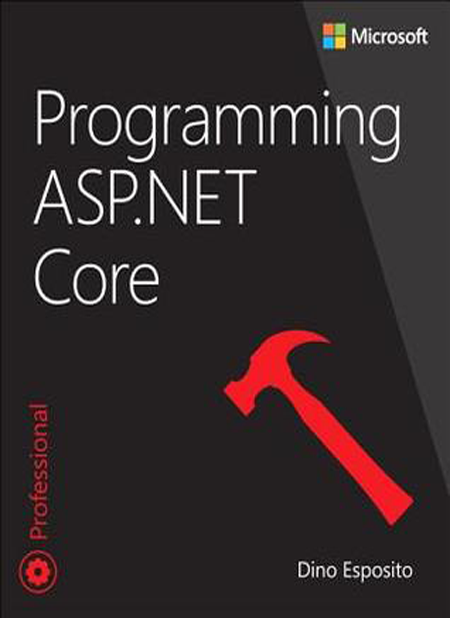 Microsoft
Programming
ASP.NET
Core
Professional
Dino Esposito